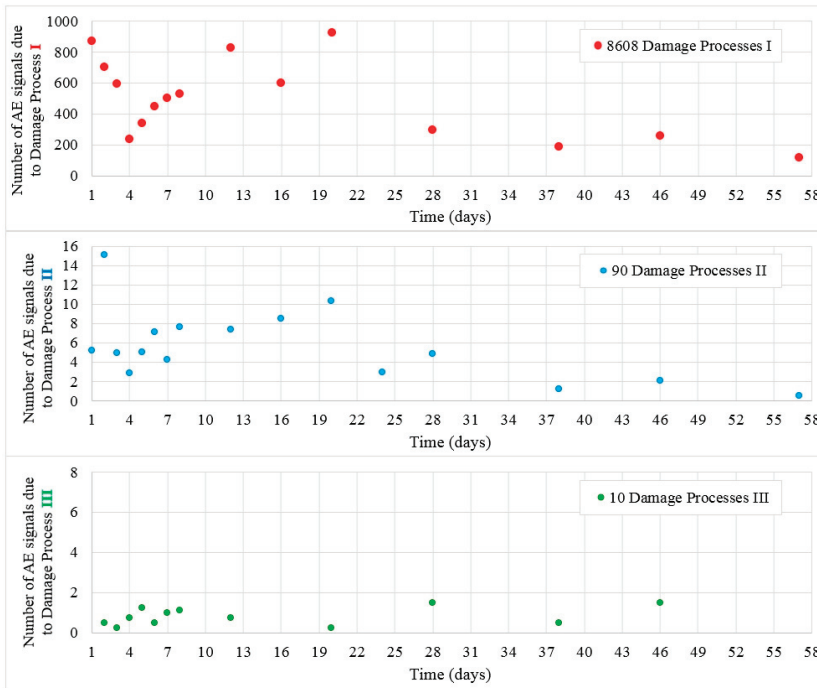 Number of AE signals due
to Damage Process I
1000
800
600
400
200
0
8608 Damage Processes I
1 4 7 10 13 16 19 22 25 28 31 34 37 40 43 46 49 52 55 58
Time (days)
Number of AE signals due
to Damage Process II
16
14
12
10
8
6
4
2
0
90 Damage Processes II
1 4 7 10 13 16 19 22 25 28 31 34 37 40 43 46 49 52 55 58
Time (days)
Number of AE signals due
to Damage Process III
8
6
4
2
0
10 Damage Processes III
1 4 7 10 13 16 19 22 25 28 31 34 37 40 43 46 49 52 55 58
Time (days)